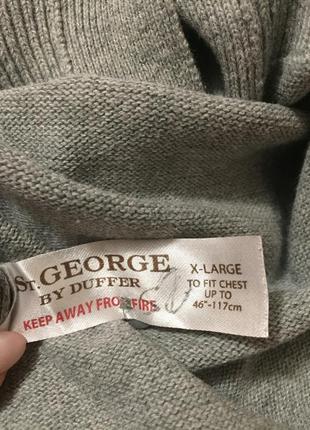 ST. GEORGE
BY DUFFER
KEEP AWAY FROM FIRE
X-LARGE
TO FIT CHEST
UP TO
46"-117cm